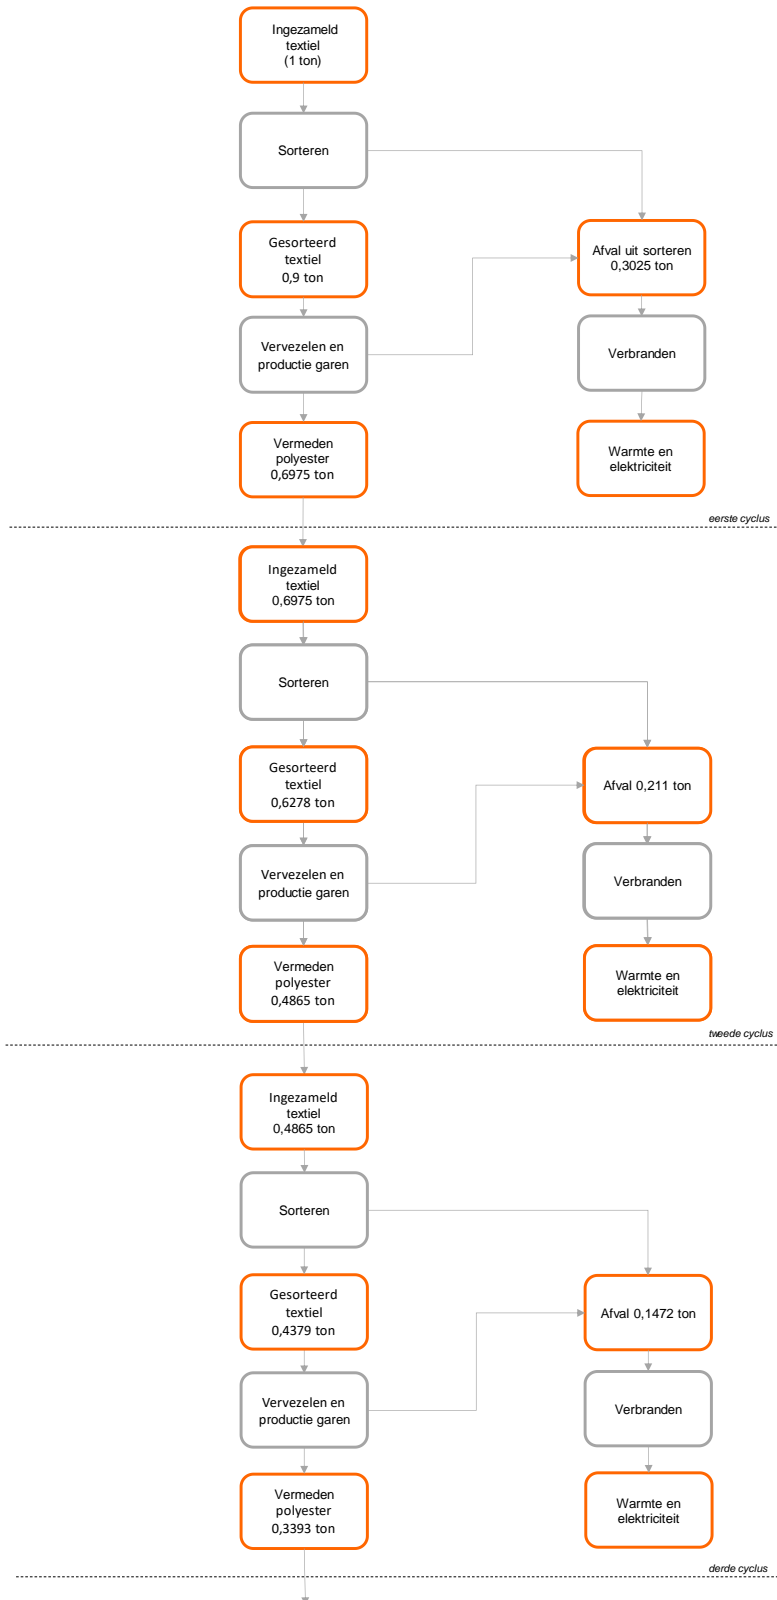 Ingezameld
textiel
(1 ton)
Sorteren
Gesorteerd
textiel
0,9 ton
Afval uit sorteren
0,3025 ton
Vervezelen en
productie garen
Verbranden
Vermeden
polyester
0,6975 ton
Warmte en
elektriciteit
eerste cyclus
Ingezameld
textiel
0,6975 ton
Sorteren
Gesorteerd
textiel
0,6278 ton
Afval 0,211 ton
Vervezelen en
productie garen
Verbranden
Vermeden
polyester
0,4865 ton
Warmte en
elektriciteit
tweede cyclus
Ingezameld
textiel
0,4865 ton
Sorteren
Gesorteerd
textiel
0,4379 ton
Afval 0,1472 ton
Vervezelen en
productie garen
Verbranden
Vermeden
polyester
0,3393 ton
Warmte en
elektriciteit
derde cyclus